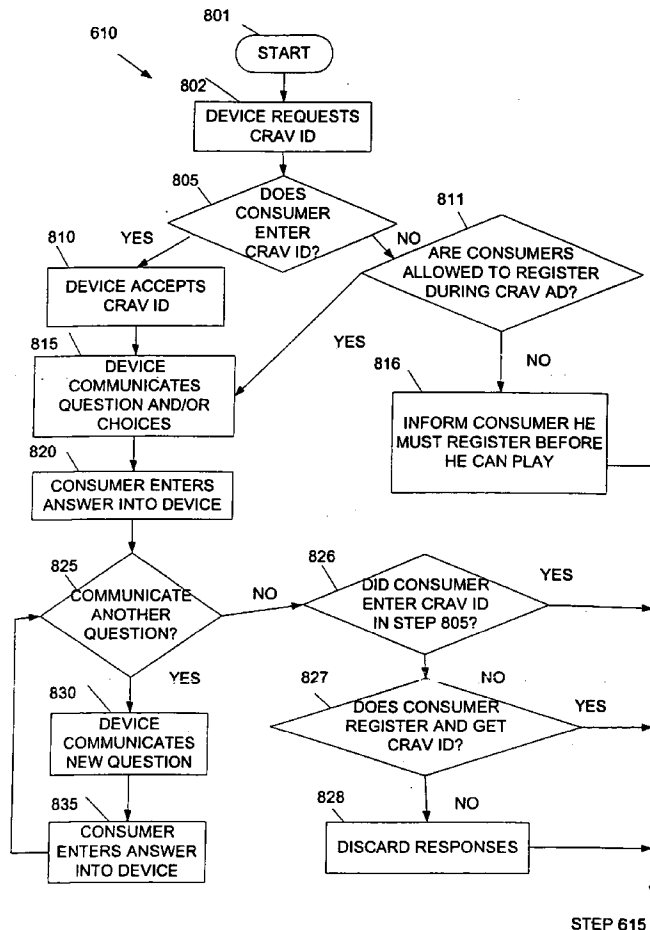 801
610
START
802
DEVICE REQUESTS
CRAV ID
805
DOES
CONSUMER
ENTER
CRAV ID?
811
YES
NO
ARE CONSUMERS
ALLOWED TO REGISTER
DURING CRAV AD?
810
DEVICE ACCEPTS
CRAV ID
815
DEVICE
COMMUNICATES
QUESTION AND/OR
CHOICES
YES
NO
816
INFORM CONSUMER HE
MUST REGISTER BEFORE
HE CAN PLAY
820
CONSUMER ENTERS
ANSWER INTO DEVICE
825
COMMUNICATE
ANOTHER
QUESTION?
NO
826
DID CONSUMER
ENTER CRAV ID
IN STEP 805?
YES
YES
NO
827
DOES CONSUMER
REGISTER AND GET
CRAV ID?
YES
830
DEVICE
COMMUNICATES
NEW QUESTION
835
CONSUMER
ENTERS ANSWER
INTO DEVICE
NO
828
DISCARD RESPONSES
STEP 615